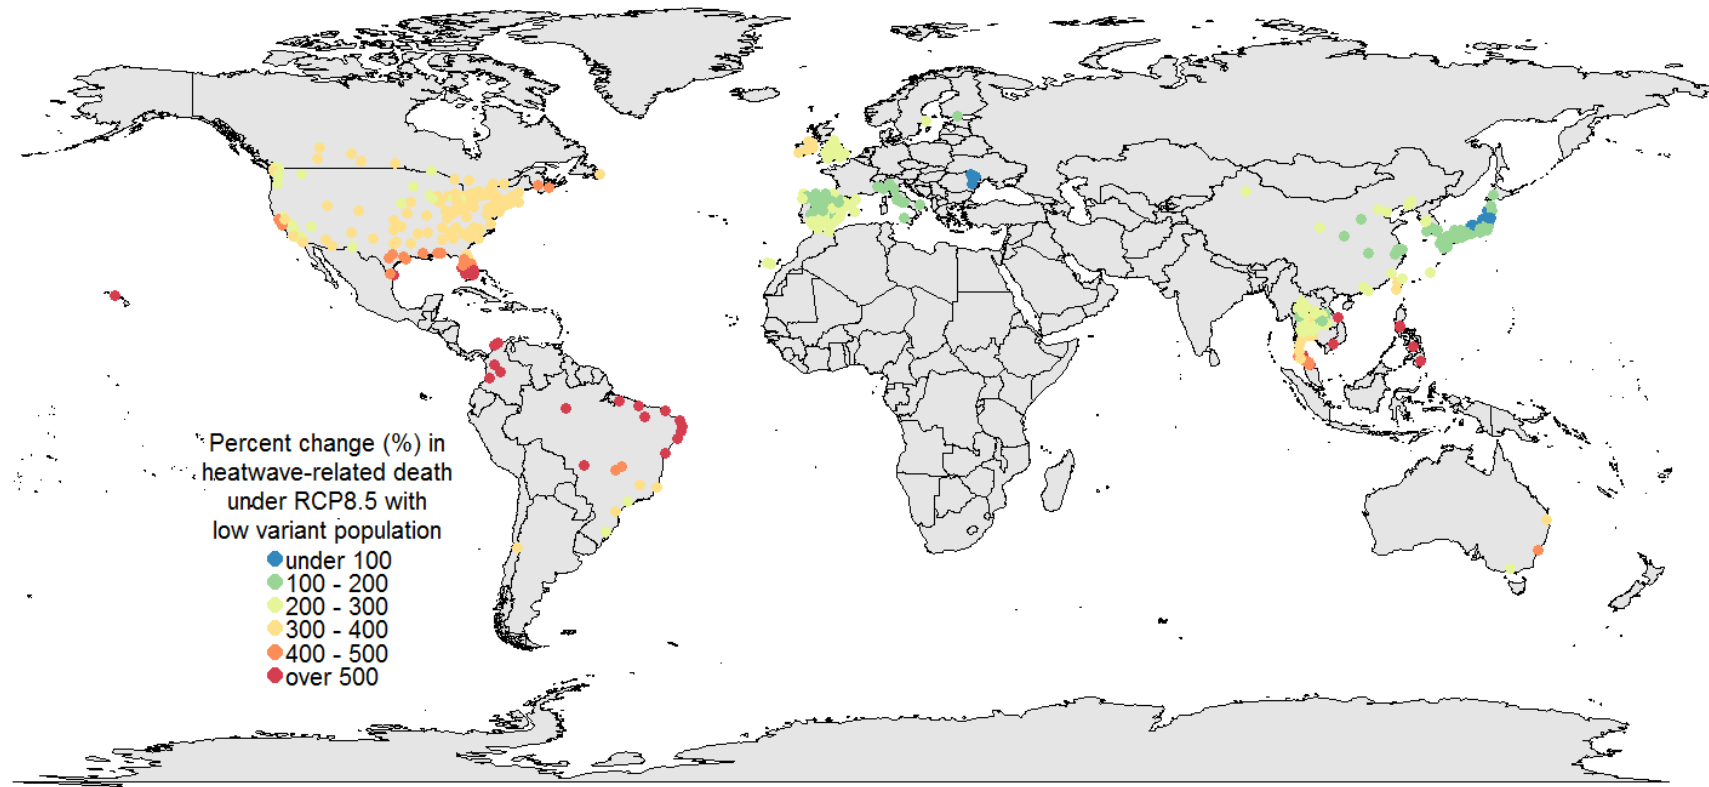 Percent change (%) in
heatwave-related death
under RCP8.5 with
low variant population
under 100
100 - 200
200 - 300
300 - 400
400 - 500
over 500